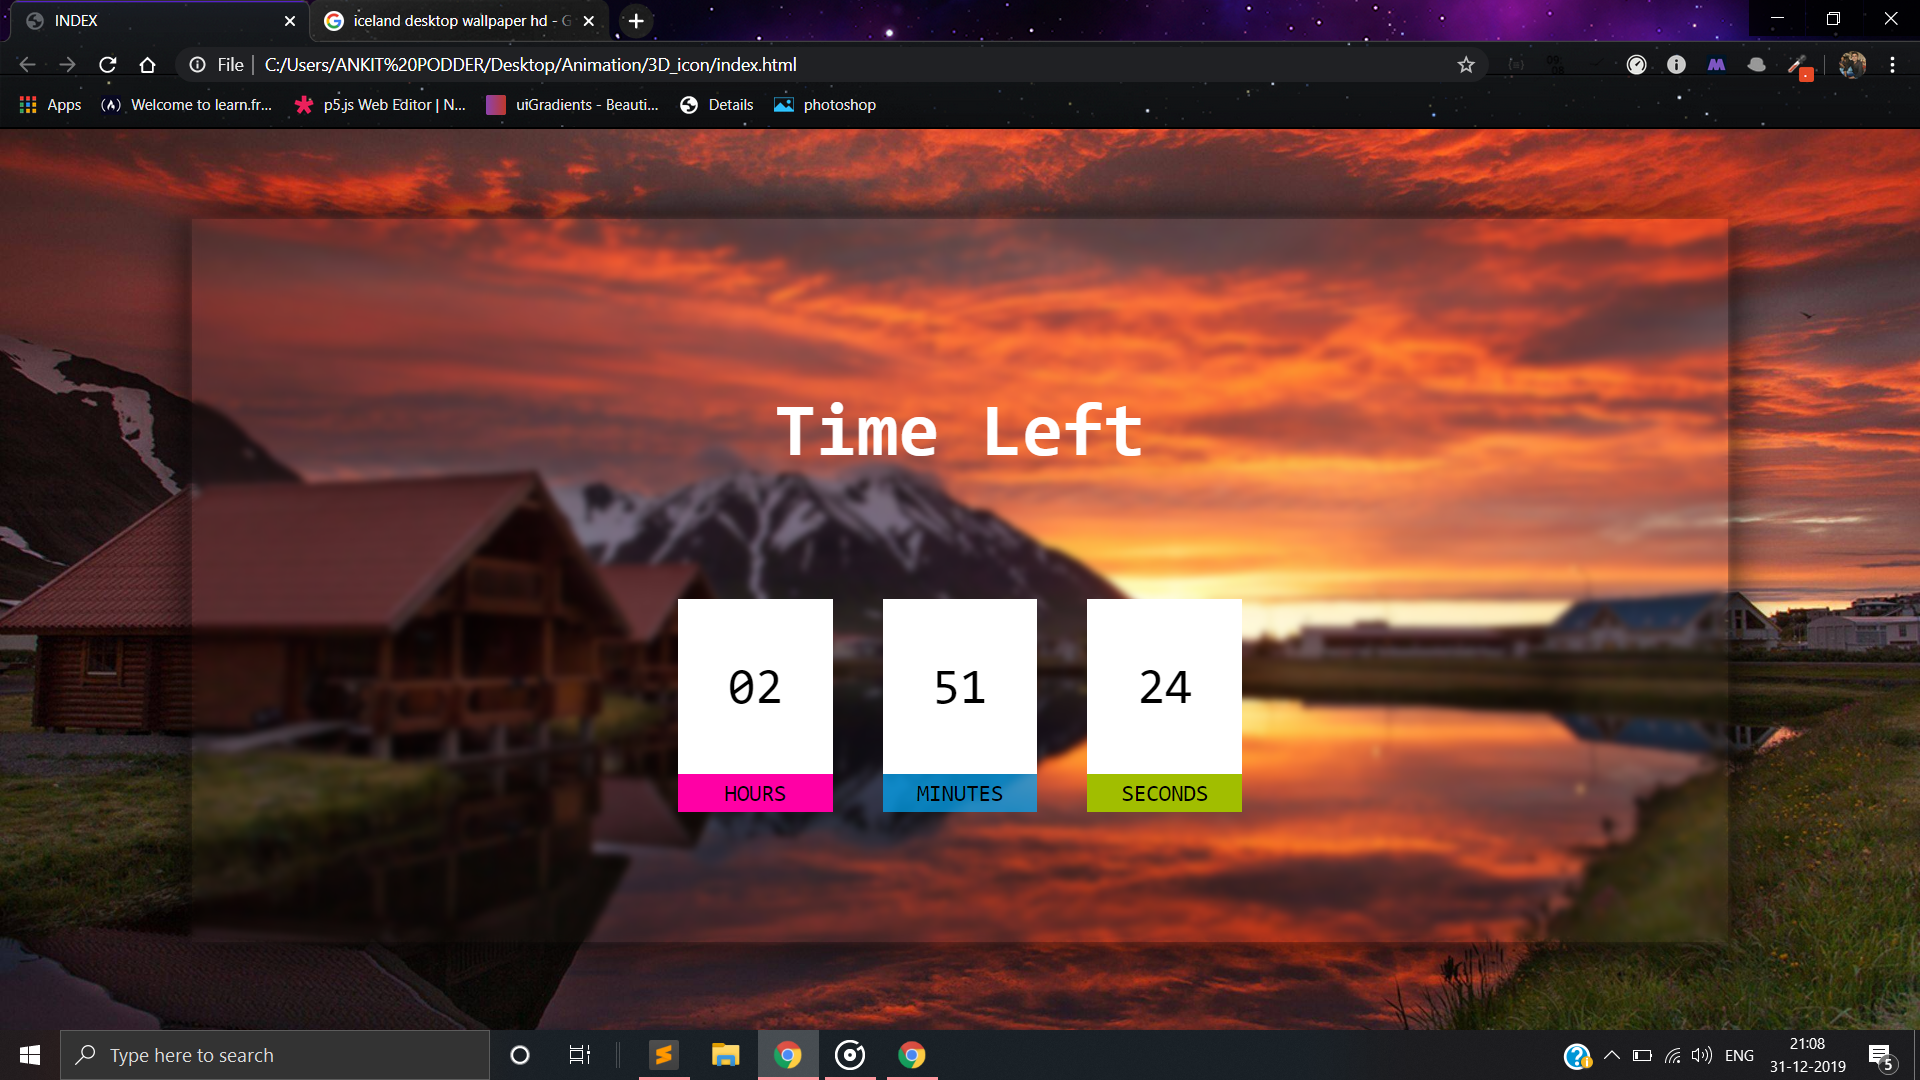 INDEX
iceland desktop wallpaper hd - G
File
C:/Users/ANKIT%20PODDER/Desktop/Animation/3D_icon/index.html
Apps
Welcome to learn.fr...
p5.js Web Editor | N...
uiGradients - Beauti...
Details
photoshop
Time Left
02 51 24
HOURS MINUTES SECONDS
Type here to search
ENG
21:08
31-12-2019
5